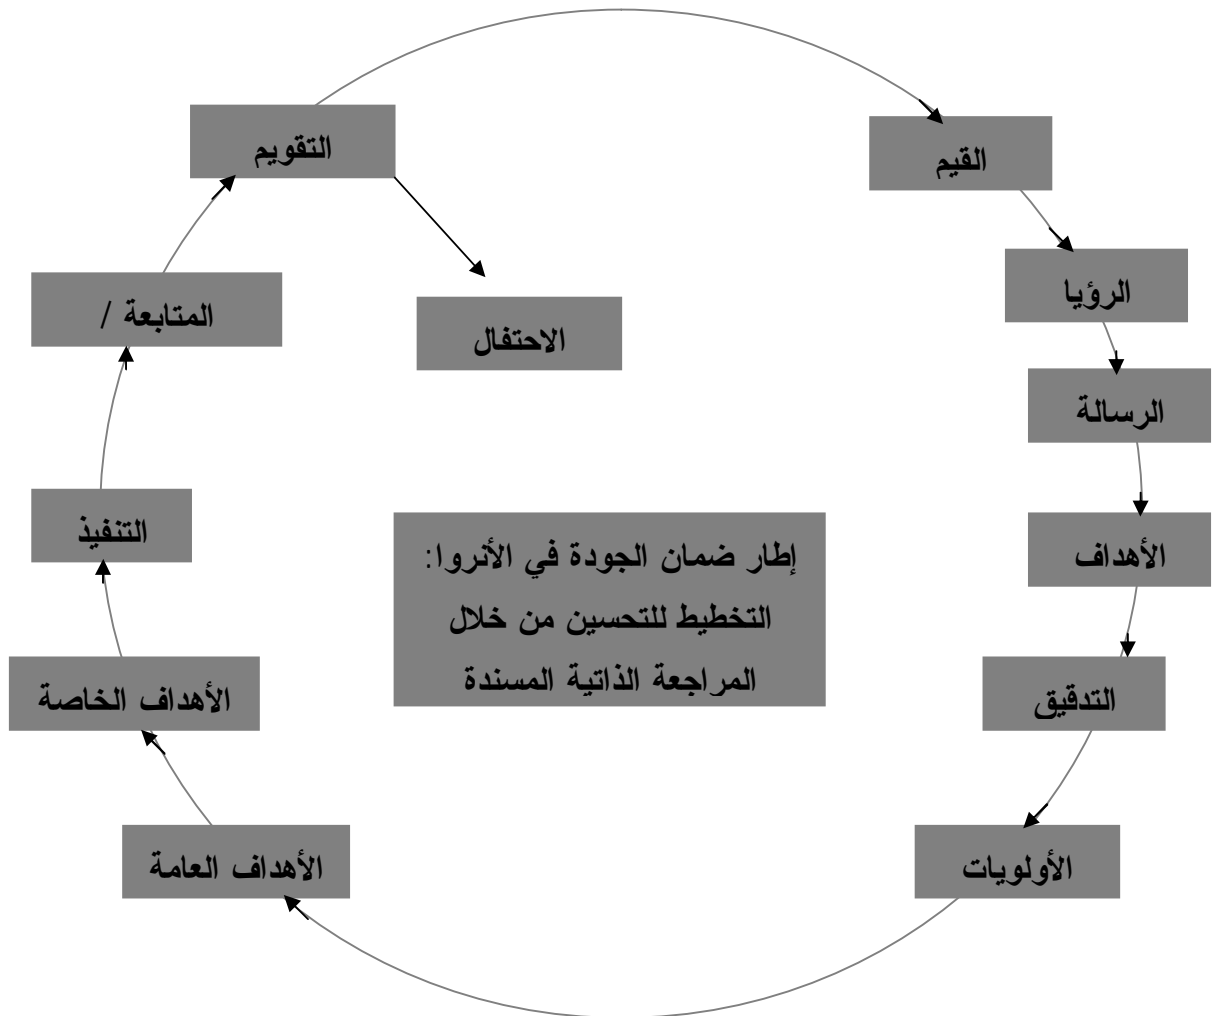 التقويم
القيم
الرؤيا
المتابعة /
الاحتفال
الرسالة
التنفيذ
الأهداف
إطار ضمان الجودة في الأنروا:
التخطيط للتحسين من خلال
المراجعة الذاتية المسندة
الأهداف الخاصة
التدقيق
الأهداف العامة
الأولويات